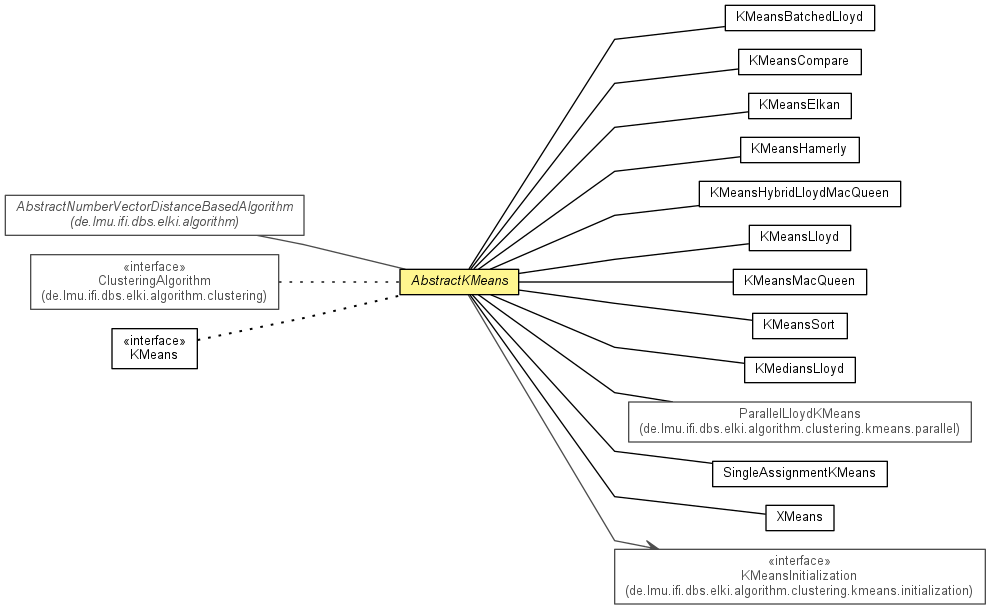 KMeansBatchedLloyd
KMeansCompare
KMeansElkan
KMeansHamerly
KMeansHybridLloydMacQueen
AbstractNumberVectorDistanceBasedAlgorithm
(de.lmu.ifi.dbs.elki.algorithm)
KMeansLloyd
«interface»
ClusteringAlgorithm
(de.lmu.ifi.dbs.elki.algorithm.clustering)
AbstractKMeans
KMeansMacQueen
KMeansSort
«interface»
KMeans
KMediansLloyd
ParallelLloydKMeans
(de.lmu.ifi.dbs.elki.algorithm.clustering.kmeans.parallel)
SingleAssignmentKMeans
XMeans
«interface»
KMeansInitialization
(de.lmu.ifi.dbs.elki.algorithm.clustering.kmeans.initialization)